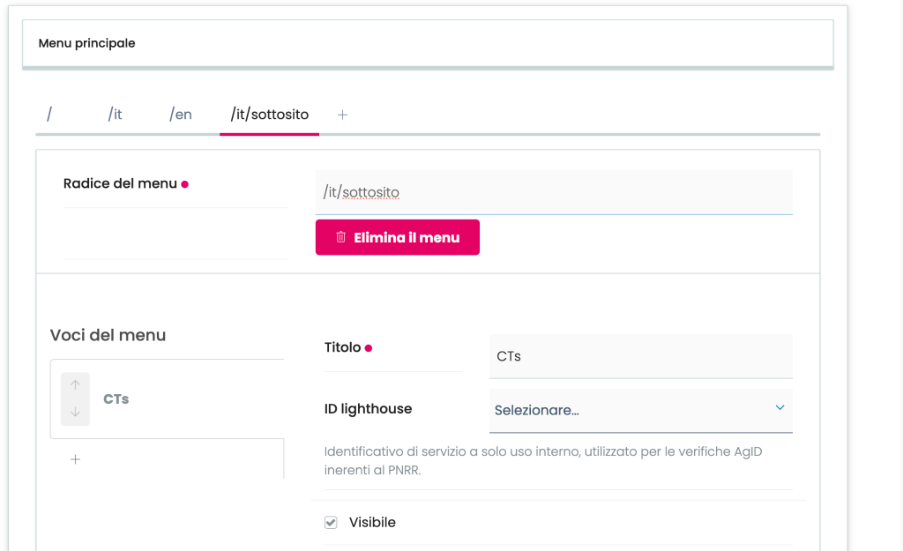 Menu principale
/ /it /en /it/sottosito +
Radice del menu
/it/sottosito
Elimina il menu
Voci del menu
CTs
+
Titolo
CTs
ID lighthouse
Selezionare...
Identificativo di servizio a solo uso interno, utilizzato per le verifiche AgID
inerenti al PNRR.
Visibile